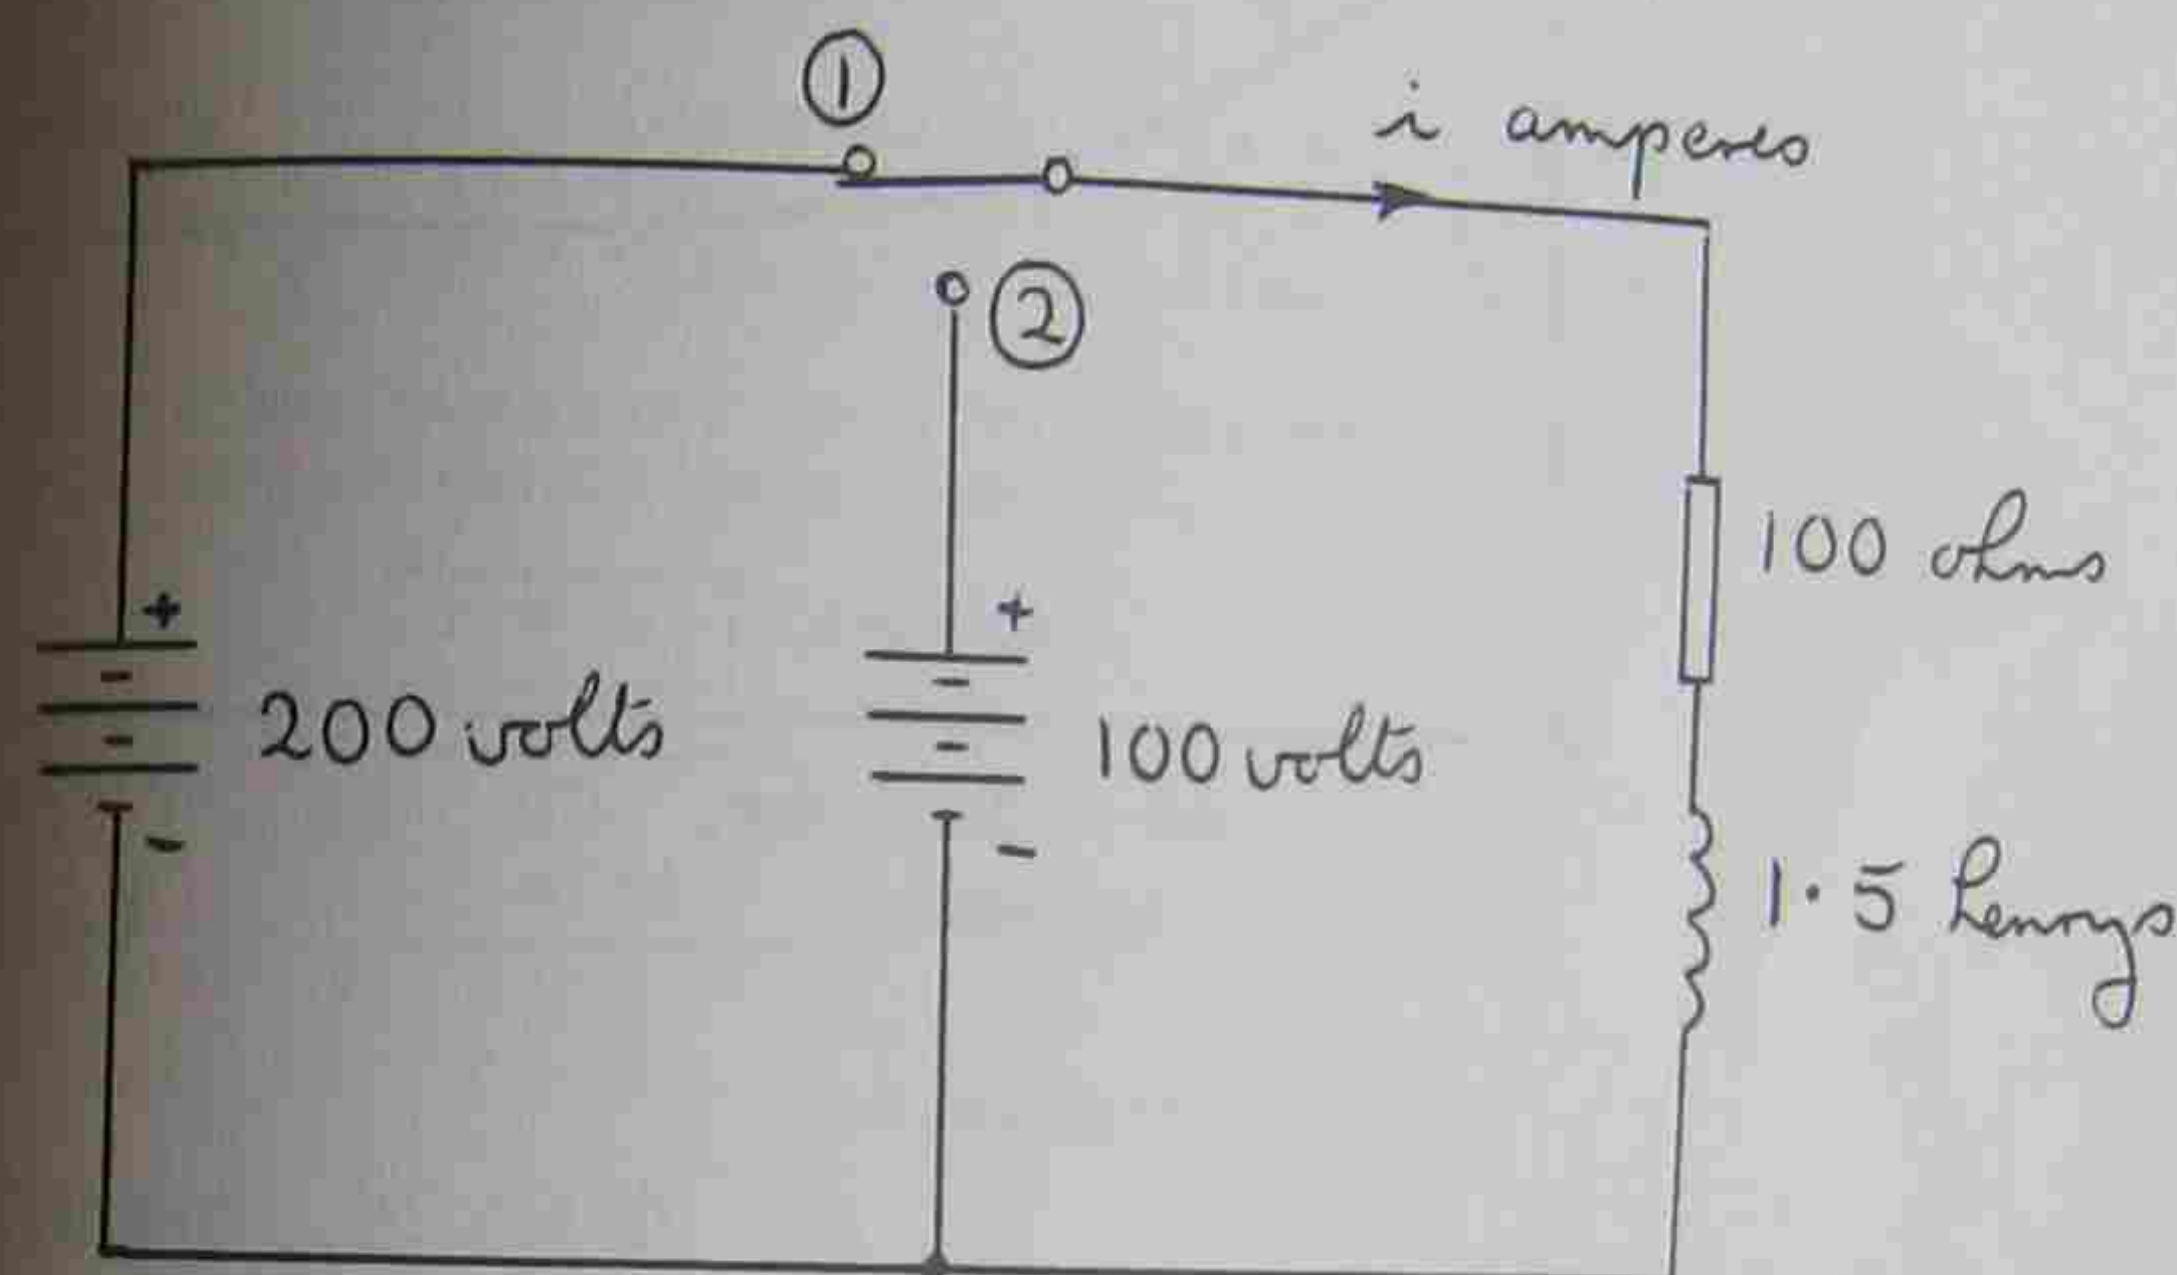 ①
i amperes
②
100 ohms
+
+
200 volts
100 volts
-
-
1.5 henrys